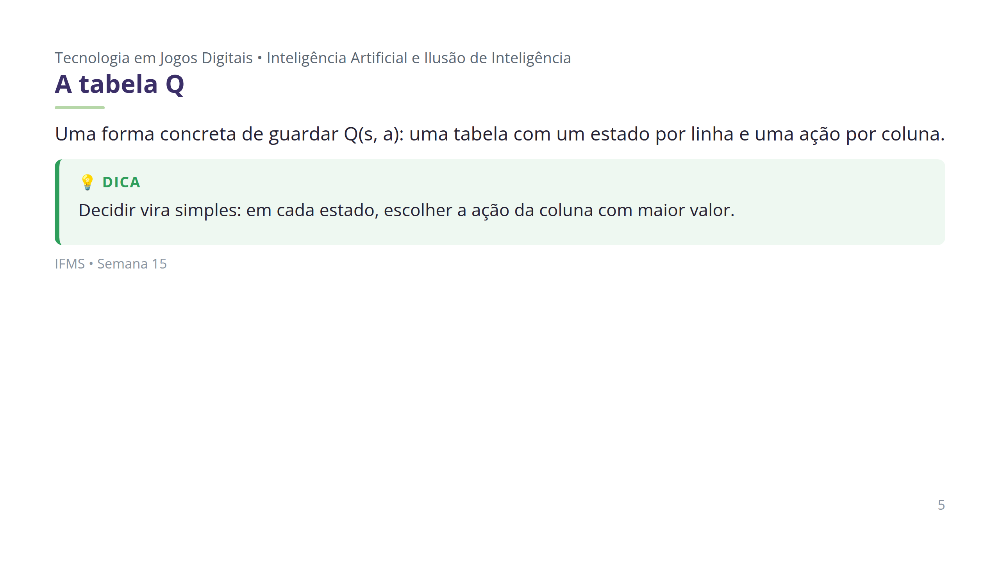 Tecnologia em Jogos Digitais • Inteligência Artificial e Ilusão de Inteligência
A tabela Q
Uma forma concreta de guardar Q(s, a): uma tabela com um estado por linha e uma ação por coluna.
💡 DICA
Decidir vira simples: em cada estado, escolher a ação da coluna com maior valor.
IFMS • Semana 15
5